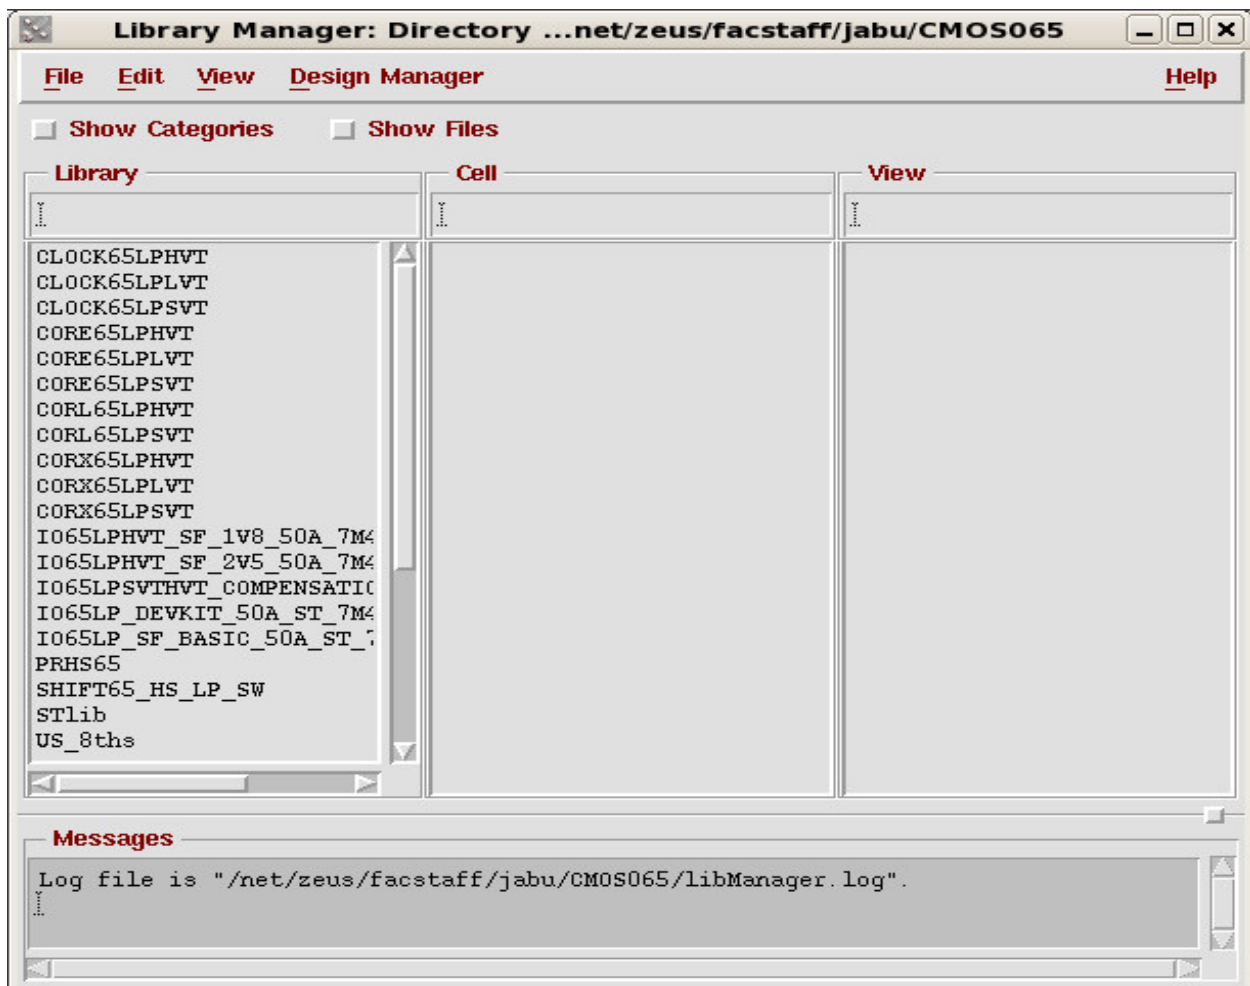 Library Manager: Directory ...net/zeus/facstaff/jabu/CMOS065
File Edit View Design Manager Help
Show Categories Show Files
Library Cell View
CLOCK65LPHVT
CLOCK65LPLVT
CLOCK65LPSVT
CORE65LPHVT
CORE65LPLVT
CORE65LPSVT
CORL65LPHVT
CORL65LPSVT
CORX65LPHVT
CORX65LPLVT
CORX65LPSVT
IO65LPHVT_SF_1V8_50A_7M4
IO65LPHVT_SF_2V5_50A_7M4
IO65LPSVTHVT_COMPENSATIO
IO65LP_DEVKIT_50A_ST_7M4
IO65LP_SF_BASIC_50A_ST_7
PRHS65
SHIFT65_HS_LP_SW
STlib
US_8ths
Messages
Log file is "/net/zeus/facstaff/jabu/CMOS065/libManager.log".